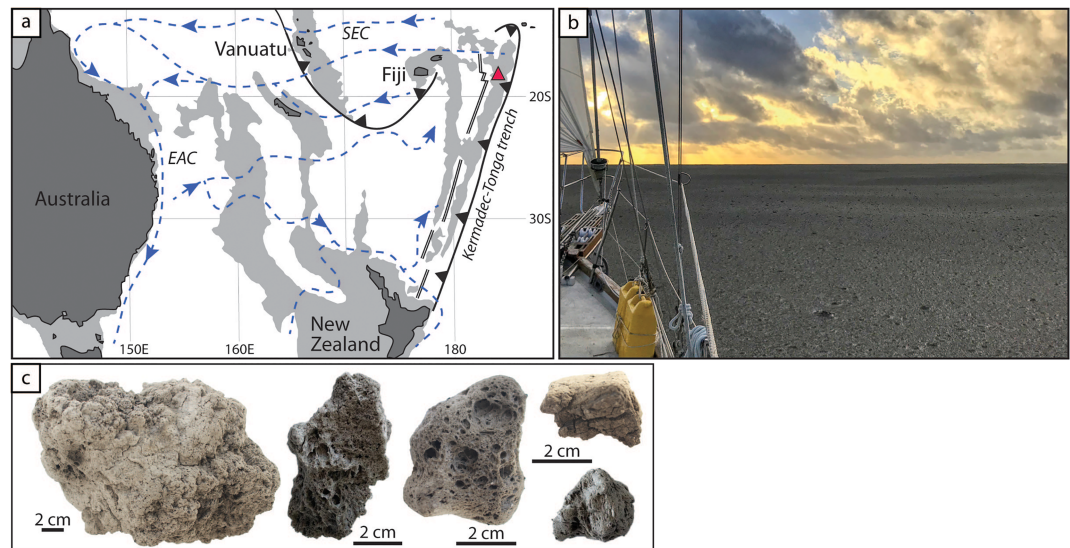 a
Vanuatu
SEC
Fiji
20S
EAC
Australia
Kermadec-Tonga trench
30S
New
Zealand
150E
160E
180
b
c
2 cm
2 cm
2 cm
2 cm